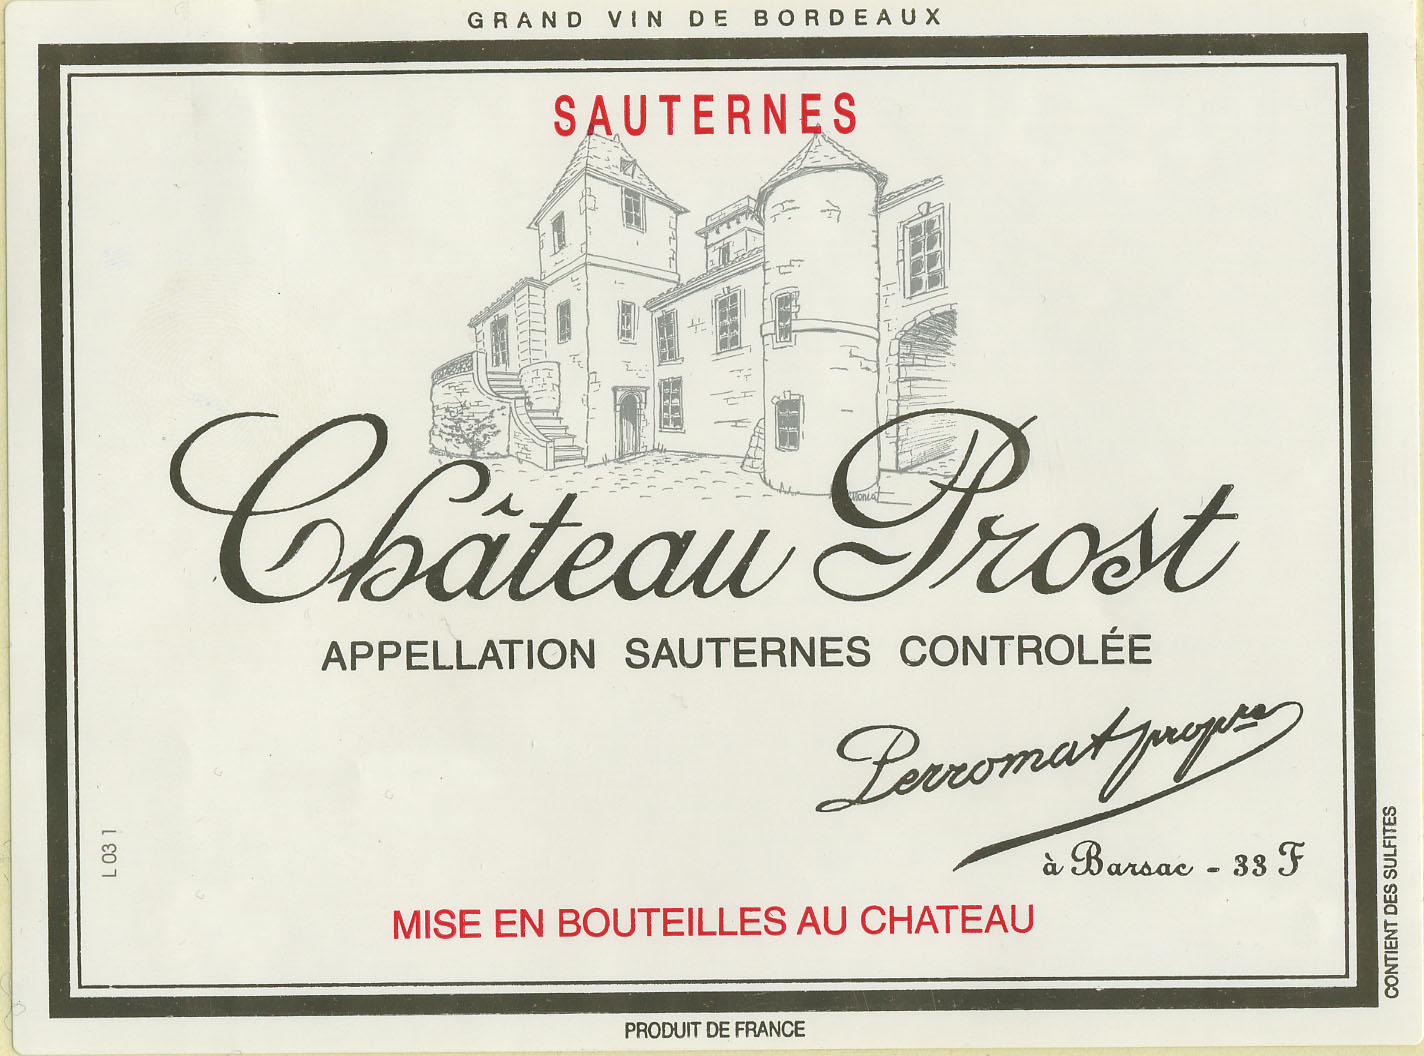 GRAND VIN DE BORDEAUX
SAUTERNES
Château Prost
APPELLATION SAUTERNES CONTROLÉE
Perromat propre
à Barsac - 33 F
L 03 1
MISE EN BOUTEILLES AU CHATEAU
CONTIENT DES SULFITES
PRODUIT DE FRANCE